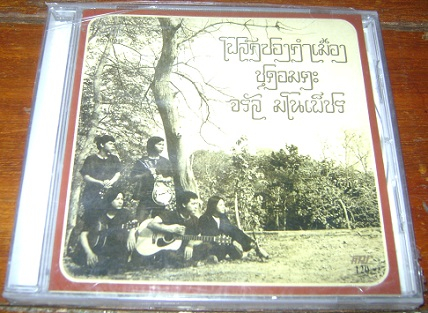 โฟล์คซองคำเมือง
ชุดอมตะ
จรัล มโนเพ็ชร